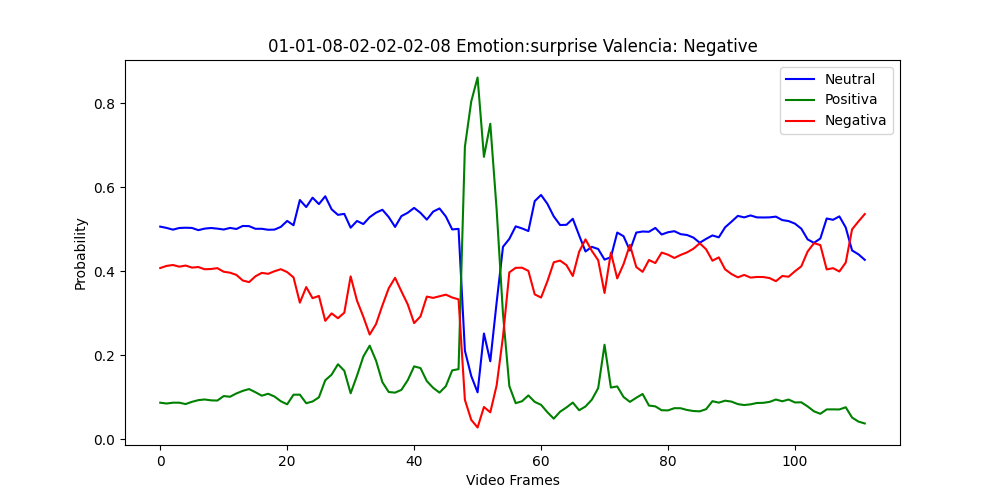 01-01-08-02-02-02-08 Emotion:surprise Valencia: Negative
Neutral
Positiva
Negativa
Probability
0.8
0.6
0.4
0.2
0.0
0 20 40 60 80 100
Video Frames